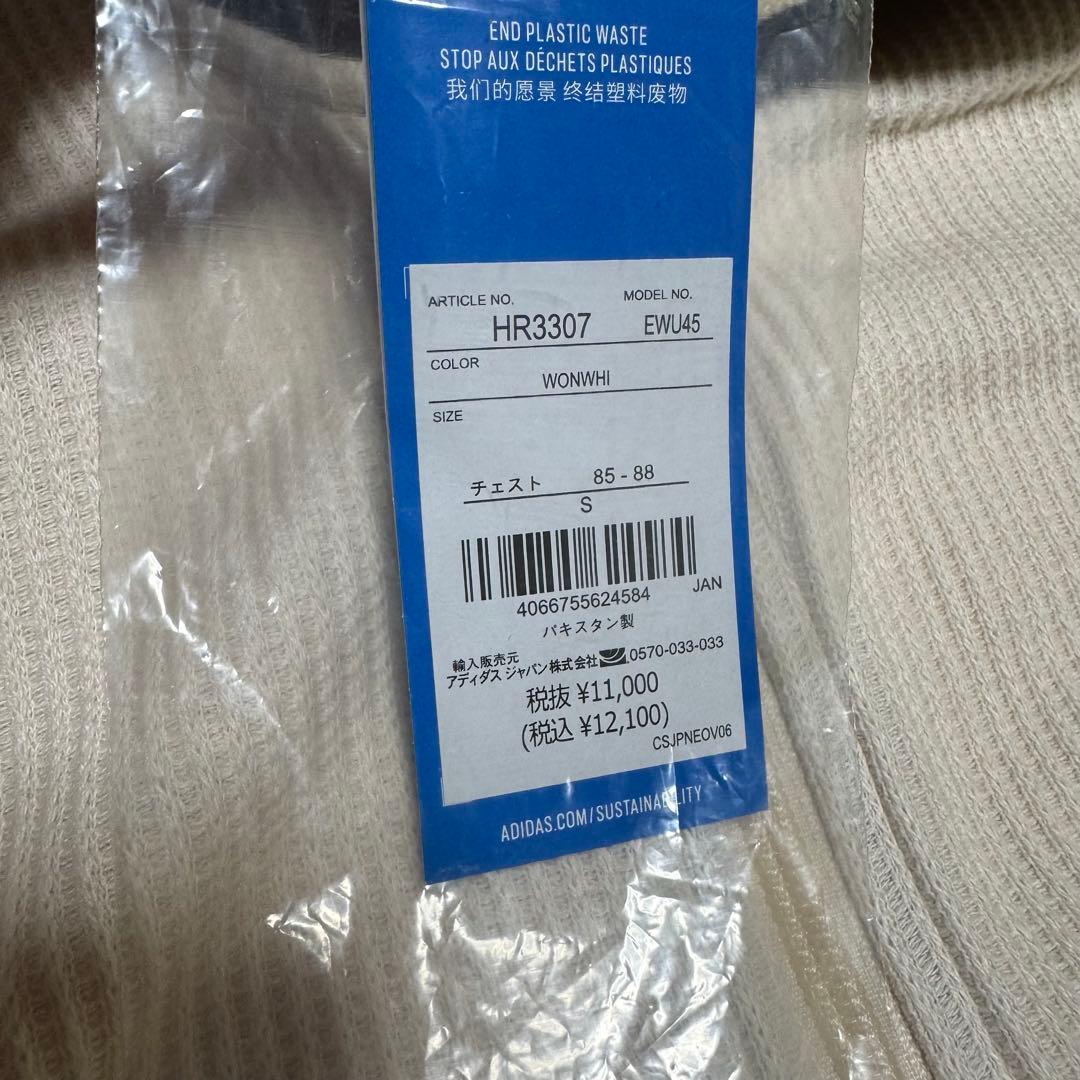 END PLASTIC WASTE
STOP AUX DÉCHETS PLASTIQUES
我们的愿景 终结塑料废物
ARTICLE NO. MODEL NO.
HR3307 EWU45
COLOR
WONWHI
SIZE
チェスト 85 - 88
S
4066755624584 JAN
パキスタン製
輸入販売元
アディダス ジャパン株式会社 0570-033-033
税抜 ¥11,000
(税込 ¥12,100)
CSJPNEOV06
ADIDAS.COM/SUSTAINABILITY